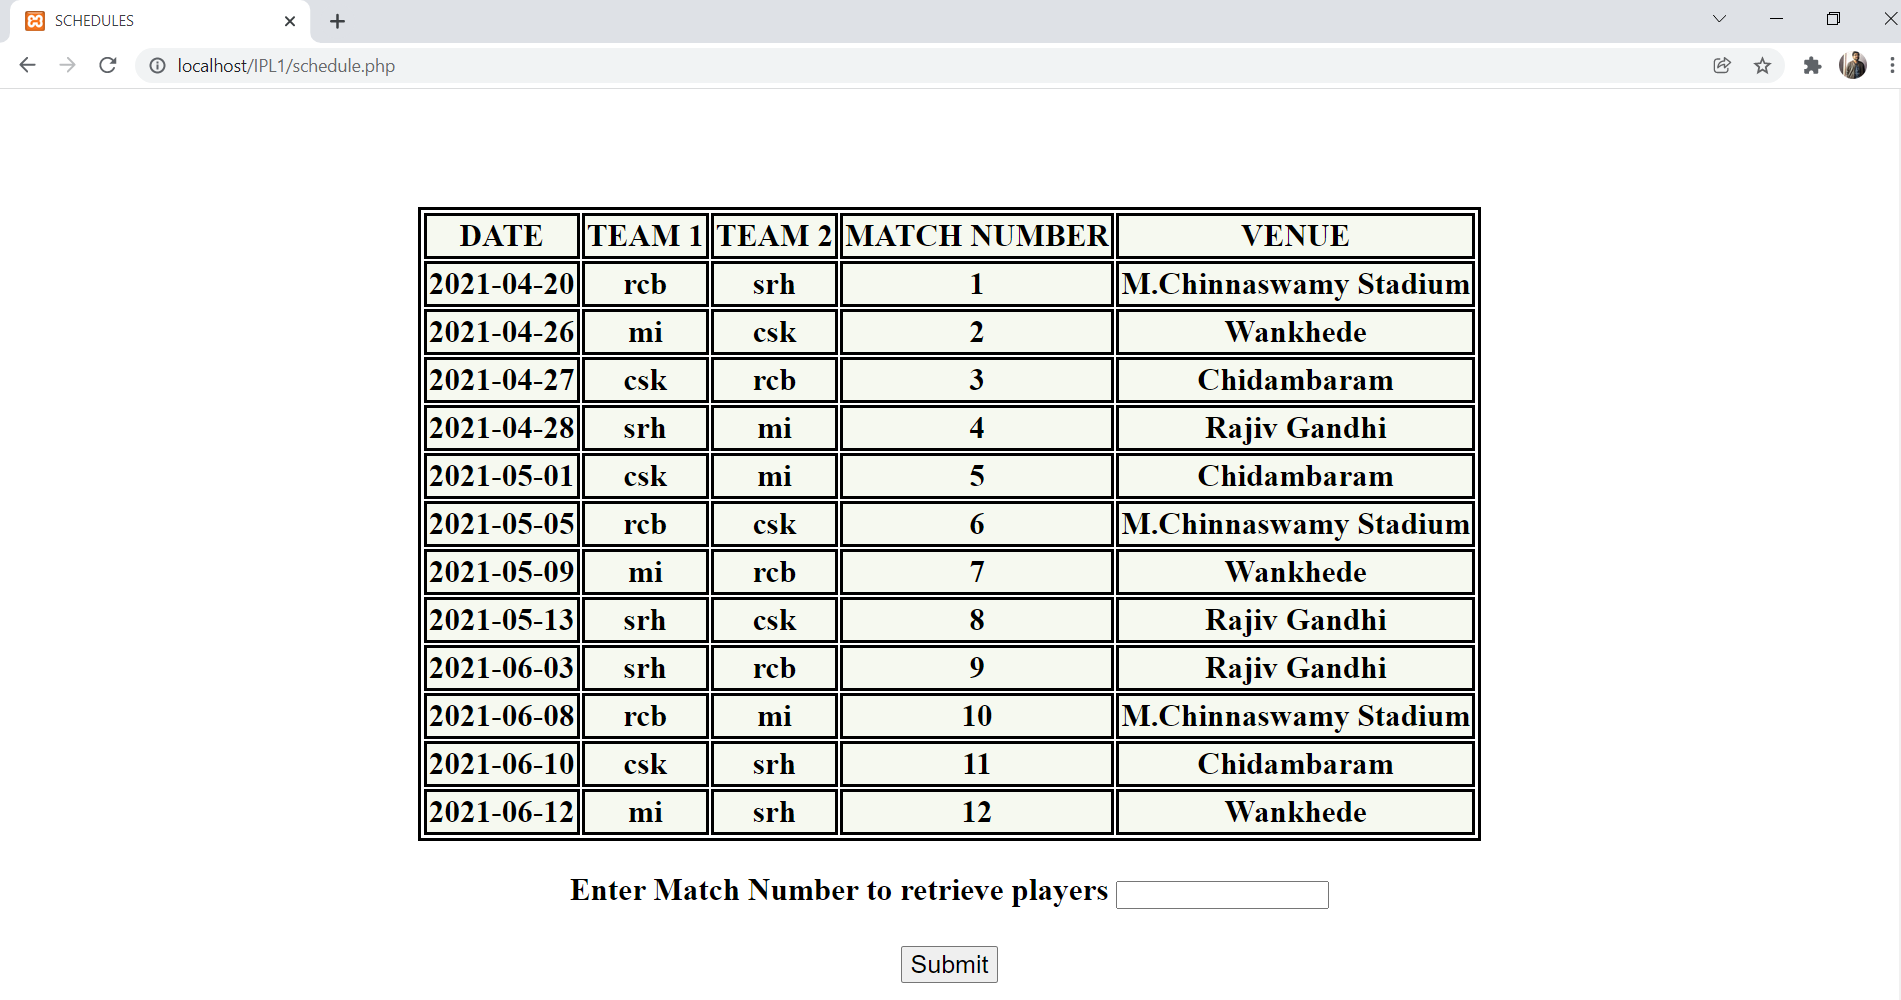 SCHEDULES
localhost/IPL1/schedule.php
DATE TEAM 1 TEAM 2 MATCH NUMBER VENUE
2021-04-20 rcb srh 1 M.Chinnaswamy Stadium
2021-04-26 mi csk 2 Wankhede
2021-04-27 csk rcb 3 Chidambaram
2021-04-28 srh mi 4 Rajiv Gandhi
2021-05-01 csk mi 5 Chidambaram
2021-05-05 rcb csk 6 M.Chinnaswamy Stadium
2021-05-09 mi rcb 7 Wankhede
2021-05-13 srh csk 8 Rajiv Gandhi
2021-06-03 srh rcb 9 Rajiv Gandhi
2021-06-08 rcb mi 10 M.Chinnaswamy Stadium
2021-06-10 csk srh 11 Chidambaram
2021-06-12 mi srh 12 Wankhede
Enter Match Number to retrieve players
Submit